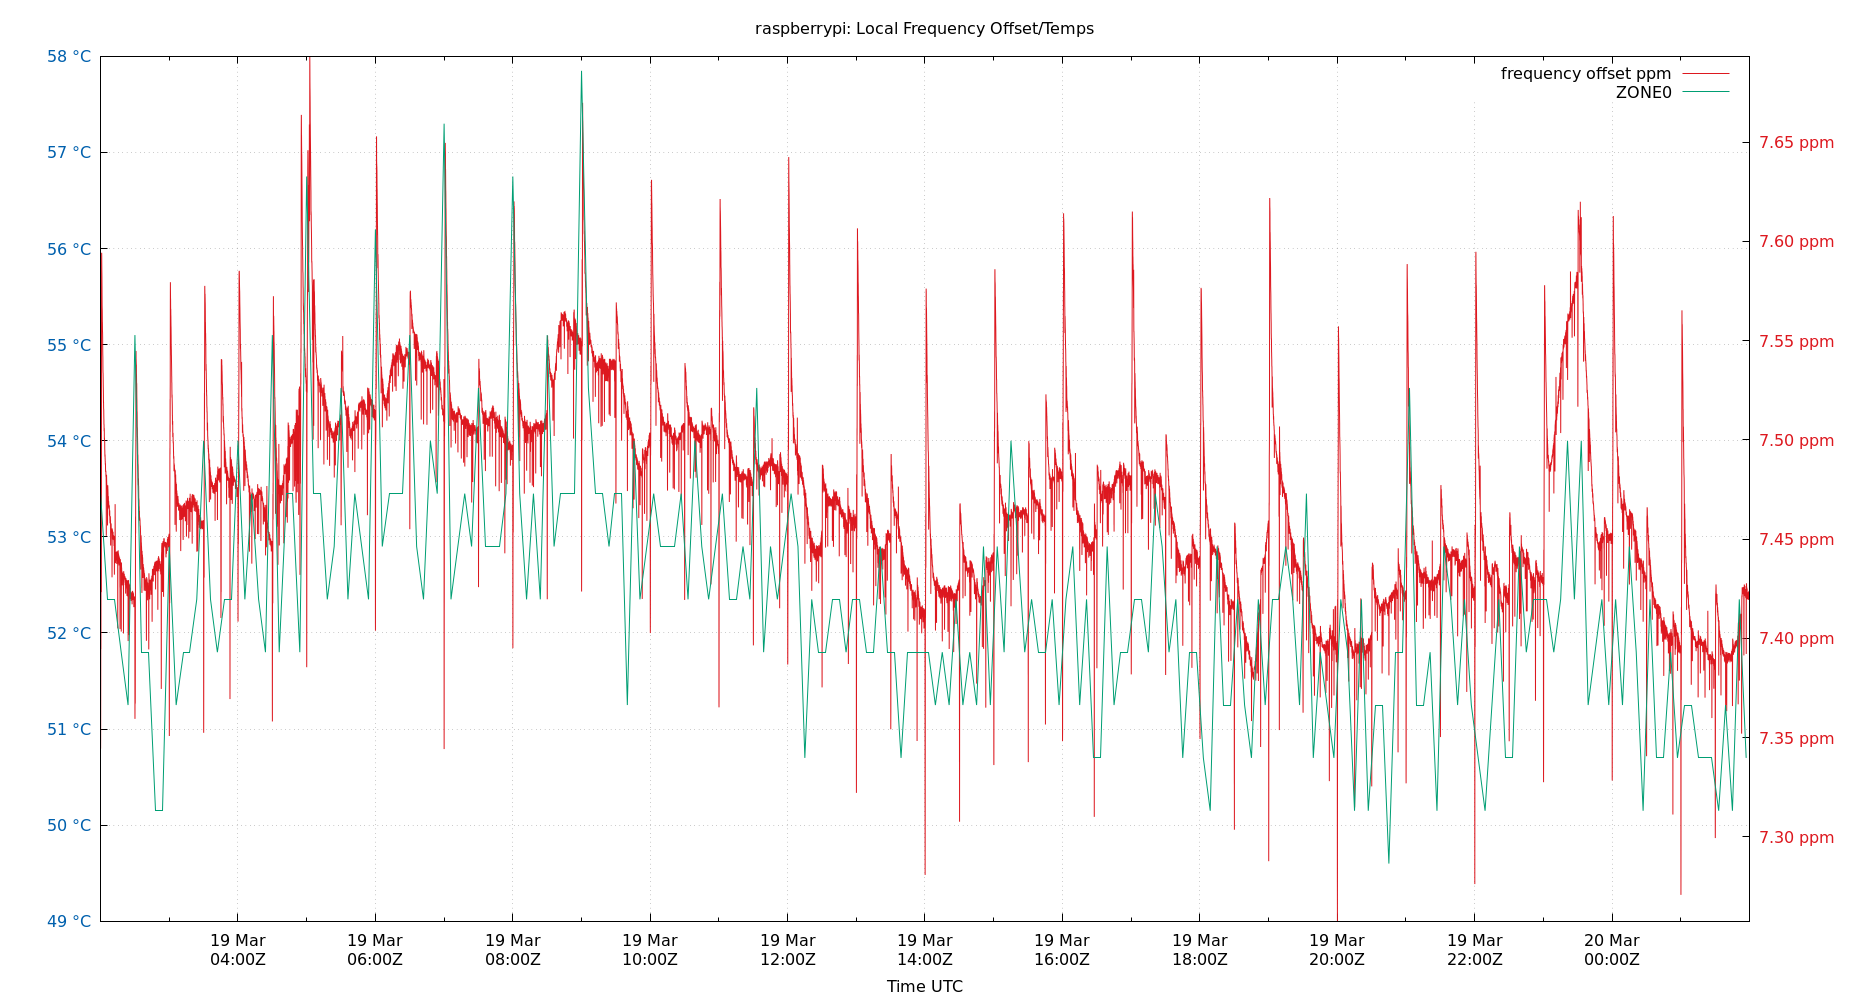 raspberrypi: Local Frequency Offset/Temps
frequency offset ppm
ZONE0
58 °C
57 °C
56 °C
55 °C
54 °C
53 °C
52 °C
51 °C
50 °C
49 °C
7.65 ppm
7.60 ppm
7.55 ppm
7.50 ppm
7.45 ppm
7.40 ppm
7.35 ppm
7.30 ppm
19 Mar
04:00Z
19 Mar
06:00Z
19 Mar
08:00Z
19 Mar
10:00Z
19 Mar
12:00Z
19 Mar
14:00Z
19 Mar
16:00Z
19 Mar
18:00Z
19 Mar
20:00Z
19 Mar
22:00Z
20 Mar
00:00Z
Time UTC